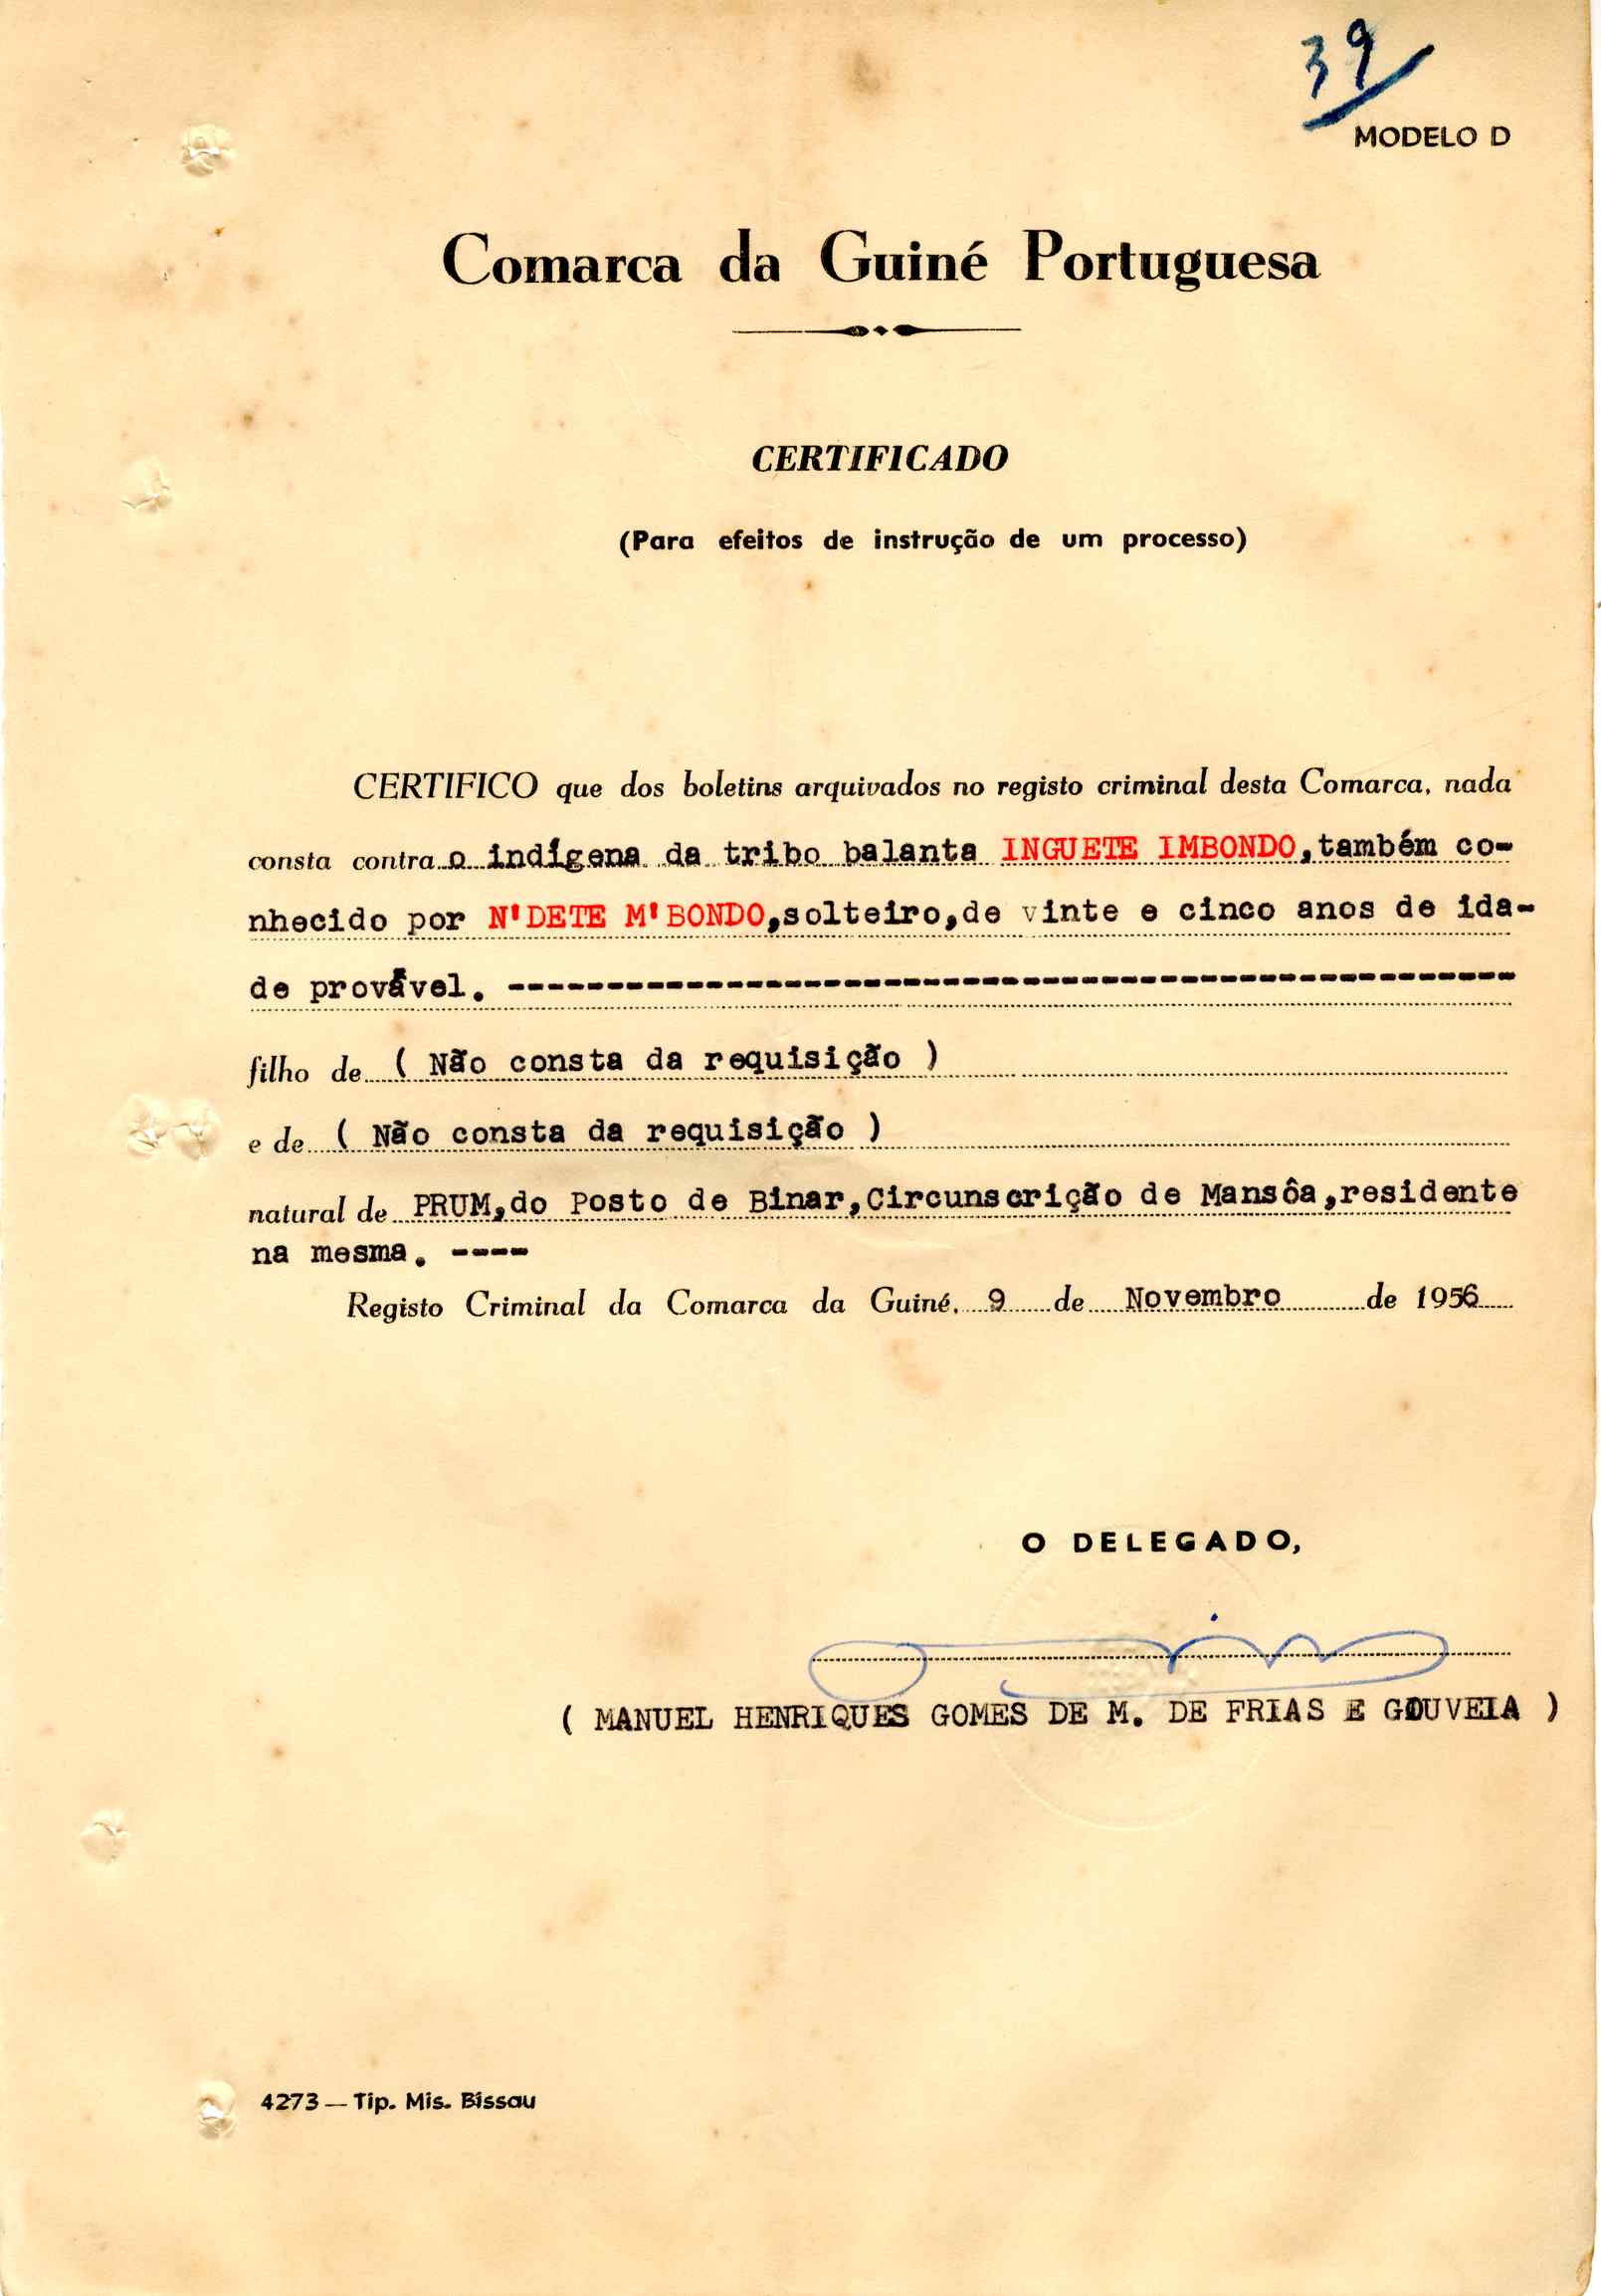 39
MODELO D
Comarca da Guiné Portuguesa
CERTIFICADO
(Para efeitos de instrução de um processo)
CERTIFICO que dos boletins arquivados no registo criminal desta Comarca, nada
consta contra o indígena da tribo balanta INGUETE IMBONDO, também co-
nhecido por N'DETE M'BONDO, solteiro, de vinte e cinco anos de ida-
de provável. ----------------------------------------------------
filho de ( Não consta da requisição )
e de ( Não consta da requisição )
natural de PRUM, do Posto de Binar, Circunscrição de Mansôa, residente
na mesma. ----
Registo Criminal da Comarca da Guiné, 9 de Novembro de 1956
O DELEGADO,
( MANUEL HENRIQUES GOMES DE M. DE FRIAS E GOUVEIA )
4273 — Tip. Mis. Bissau